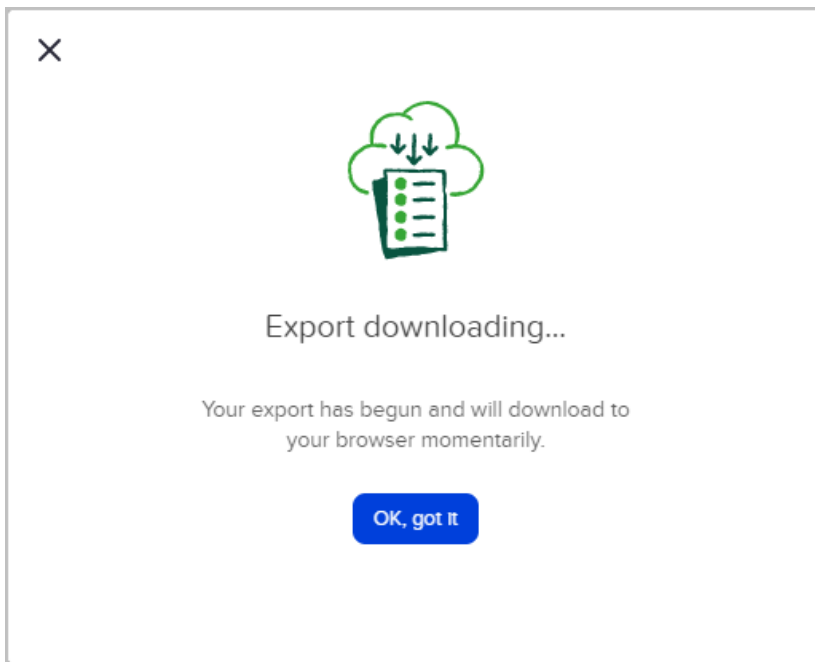 Export downloading...
Your export has begun and will download to
your browser momentarily.
OK, got it